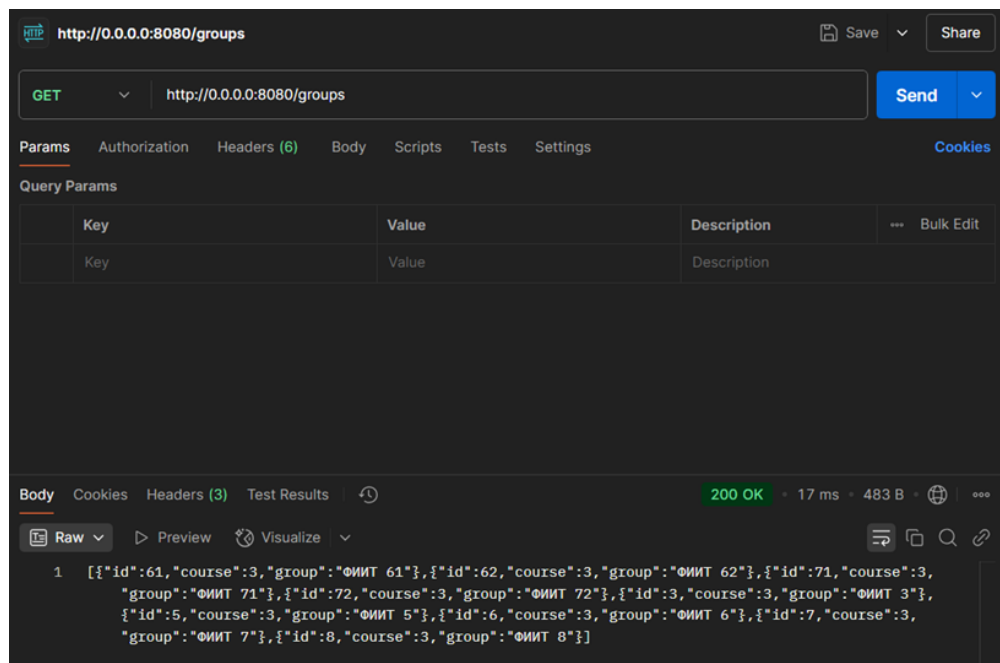 HTTP http://0.0.0.0:8080/groups Save Share
GET http://0.0.0.0:8080/groups Send
Params Authorization Headers (6) Body Scripts Tests Settings Cookies
Query Params
Key Value Description Bulk Edit
Key Value Description
Body Cookies Headers (3) Test Results 200 OK • 17 ms • 483 B
Raw Preview Visualize
1 [{"id":61,"course":3,"group":"ФИИТ 61"},{"id":62,"course":3,"group":"ФИИТ 62"},{"id":71,"course":3,
"group":"ФИИТ 71"},{"id":72,"course":3,"group":"ФИИТ 72"},{"id":3,"course":3,"group":"ФИИТ 3"},
{"id":5,"course":3,"group":"ФИИТ 5"},{"id":6,"course":3,"group":"ФИИТ 6"},{"id":7,"course":3,
"group":"ФИИТ 7"},{"id":8,"course":3,"group":"ФИИТ 8"}]